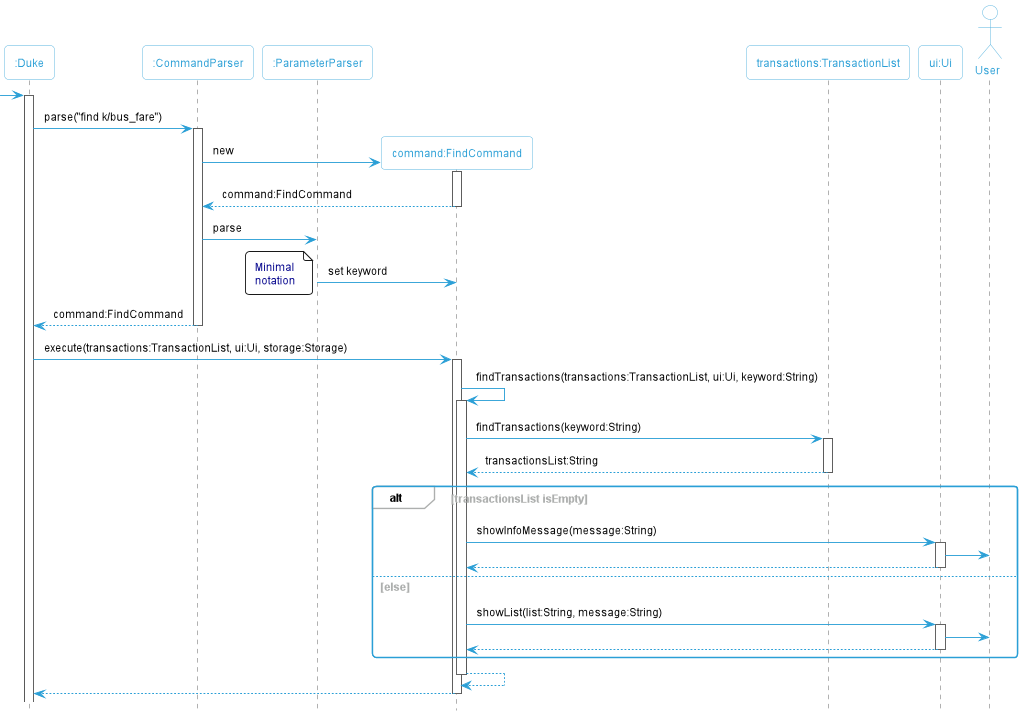 User
:Duke
:CommandParser
:ParameterParser
transactions:TransactionList
ui:Ui
parse("find k/bus_fare")
new
command:FindCommand
command:FindCommand
parse
Minimal
notation
set keyword
command:FindCommand
execute(transactions:TransactionList, ui:Ui, storage:Storage)
findTransactions(transactions:TransactionList, ui:Ui, keyword:String)
findTransactions(keyword:String)
transactionsList:String
alt
[transactionsList isEmpty]
showInfoMessage(message:String)
[else]
showList(list:String, message:String)